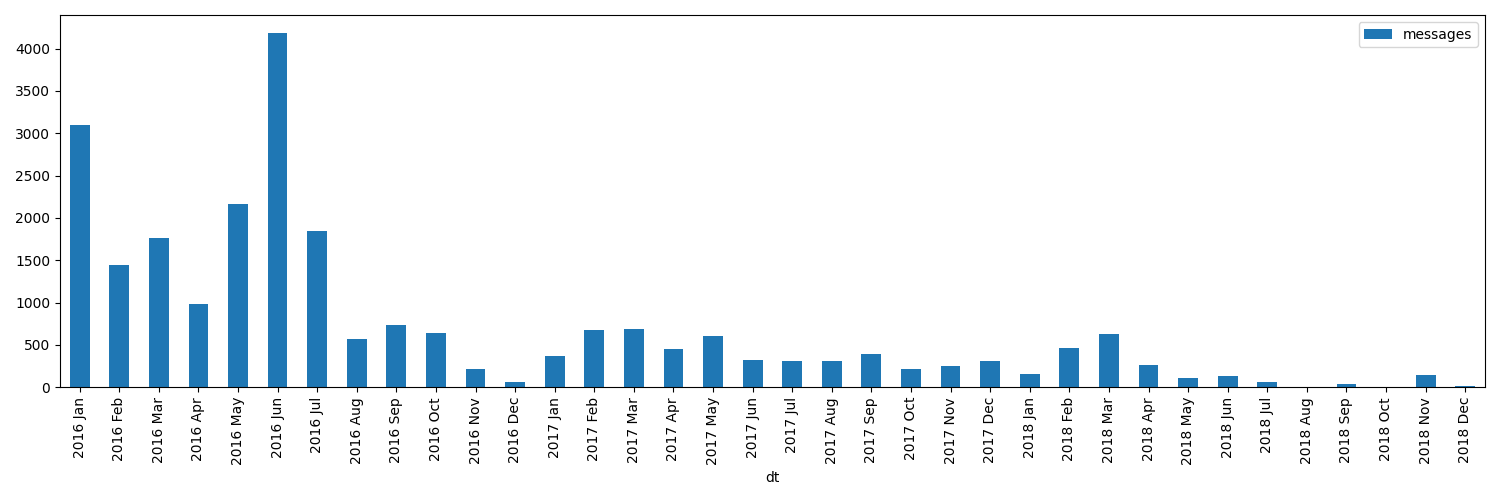 messages
4000
3500
3000
2500
2000
1500
1000
500
0
2016 Jan
2016 Feb
2016 Mar
2016 Apr
2016 May
2016 Jun
2016 Jul
2016 Aug
2016 Sep
2016 Oct
2016 Nov
2016 Dec
2017 Jan
2017 Feb
2017 Mar
2017 Apr
2017 May
2017 Jun
2017 Jul
2017 Aug
2017 Sep
2017 Oct
2017 Nov
2017 Dec
2018 Jan
2018 Feb
2018 Mar
2018 Apr
2018 May
2018 Jun
2018 Jul
2018 Aug
2018 Sep
2018 Oct
2018 Nov
2018 Dec
dt